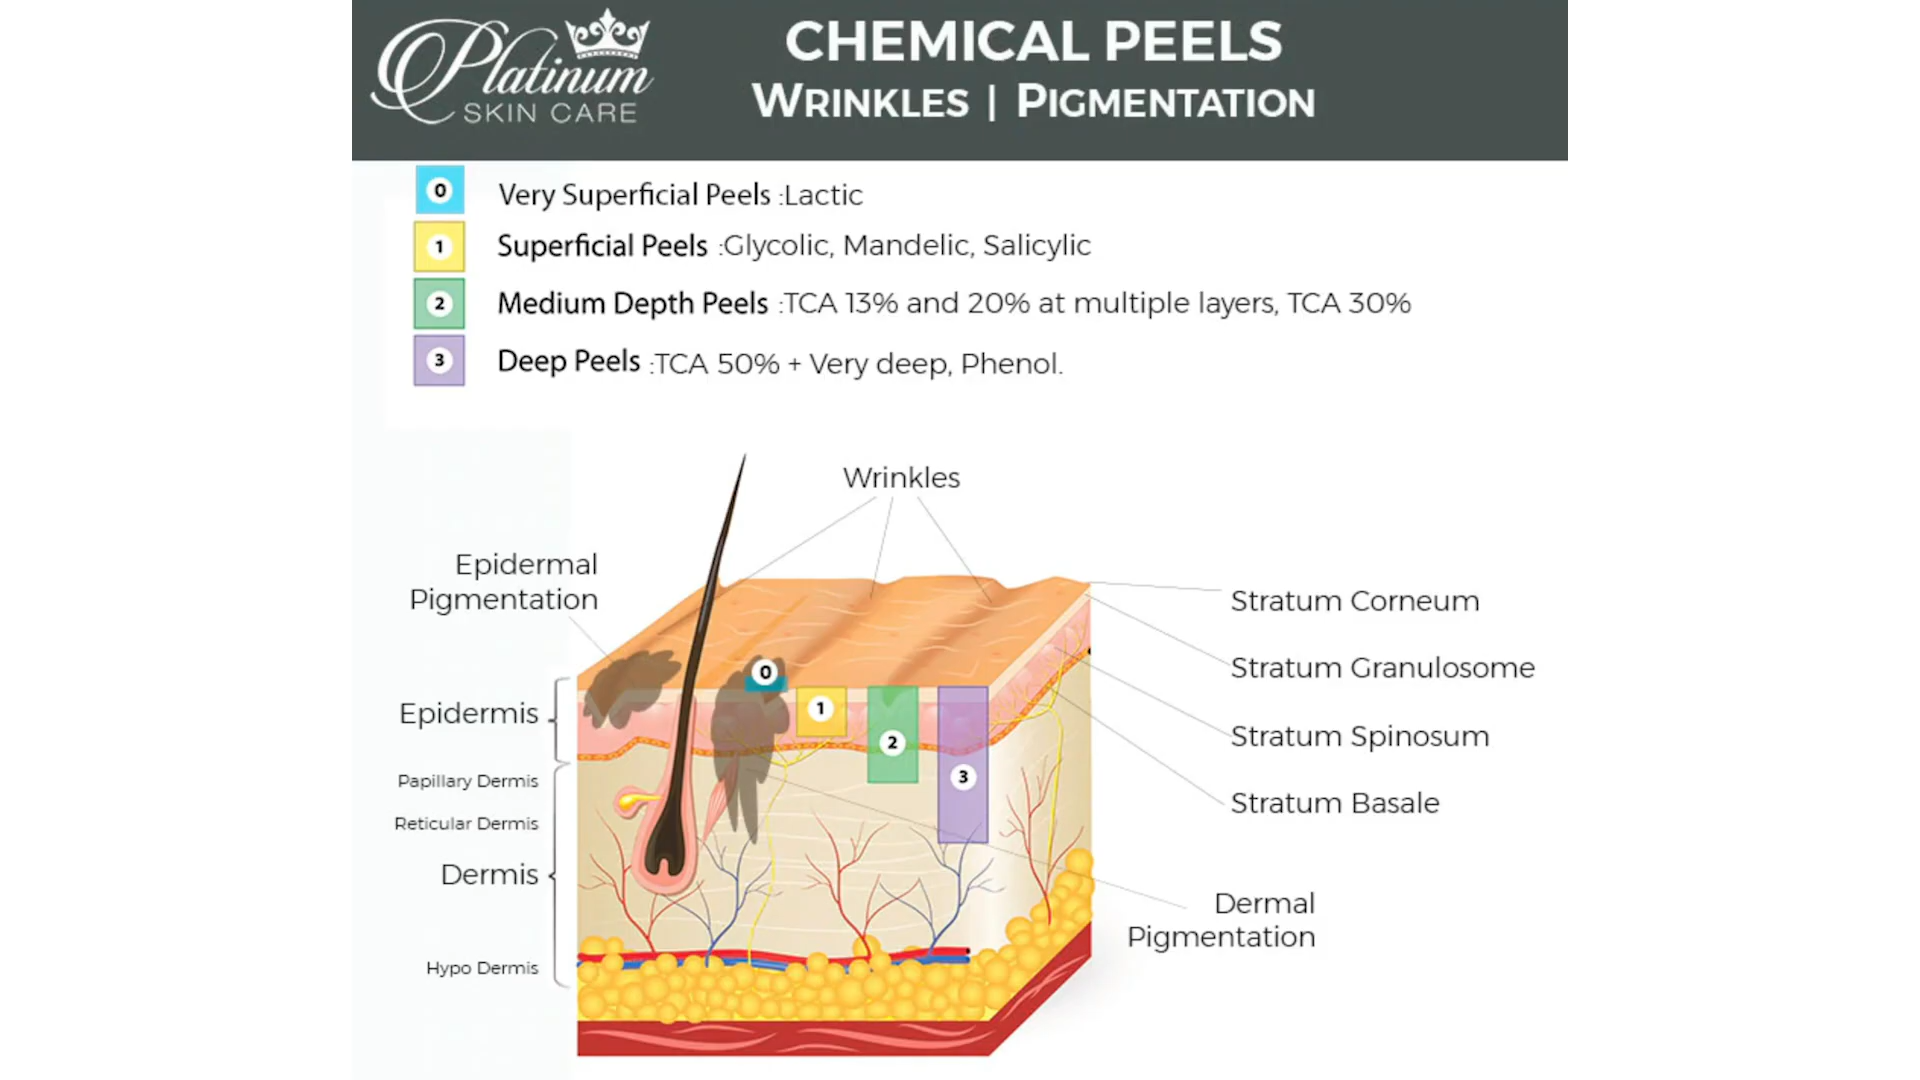 Platinum
SKIN CARE
CHEMICAL PEELS
WRINKLES | PIGMENTATION
0 Very Superficial Peels :Lactic
1 Superficial Peels :Glycolic, Mandelic, Salicylic
2 Medium Depth Peels :TCA 13% and 20% at multiple layers, TCA 30%
3 Deep Peels :TCA 50% + Very deep, Phenol.
Wrinkles
Epidermal
Pigmentation
Stratum Corneum
Stratum Granulosome
0
1
2
3
Epidermis
Stratum Spinosum
Papillary Dermis
Stratum Basale
Reticular Dermis
Dermis
Dermal
Pigmentation
Hypo Dermis